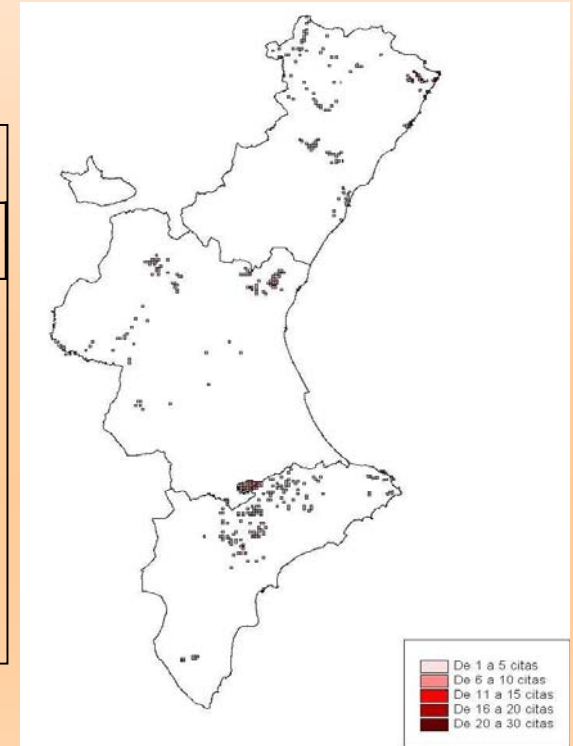 De 1 a 5 citas
De 6 a 10 citas
De 11 a 15 citas
De 16 a 20 citas
De 20 a 30 citas